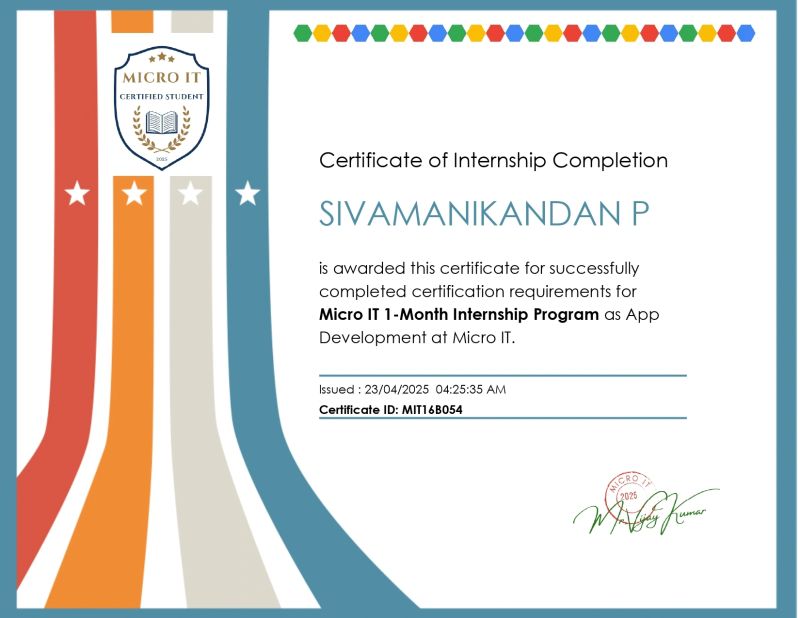 MICRO IT
CERTIFIED STUDENT
2025
Certificate of Internship Completion
SIVAMANIKANDAN P
is awarded this certificate for successfully
completed certification requirements for
Micro IT 1-Month Internship Program as App
Development at Micro IT.
Issued : 23/04/2025 04:25:35 AM
Certificate ID: MIT16B054
MICRO IT
2025
Mr Vijay Kumar